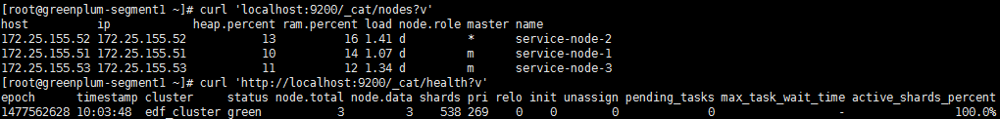 [root@greenplum-segment1 ~]# curl 'localhost:9200/_cat/nodes?v'
host ip heap.percent ram.percent load node.role master name
172.25.155.52 172.25.155.52 13 16 1.41 d * service-node-2
172.25.155.51 172.25.155.51 10 14 1.07 d m service-node-1
172.25.155.53 172.25.155.53 11 12 1.34 d m service-node-3
[root@greenplum-segment1 ~]# curl 'http://localhost:9200/_cat/health?v'
epoch timestamp cluster status node.total node.data shards pri relo init unassign pending_tasks max_task_wait_time active_shards_percent
1477562628 10:03:48 edf_cluster green 3 3 538 269 0 0 0 0 - 100.0%